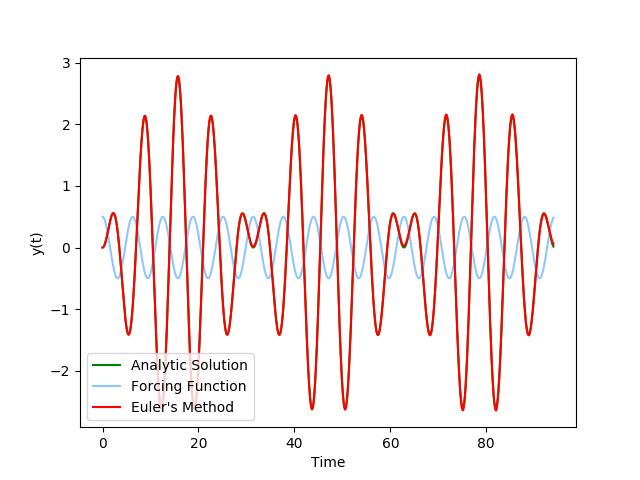 3
2
1
0
−1
−2
y(t)
Analytic Solution
Forcing Function
Euler's Method
0 20 40 60 80
Time